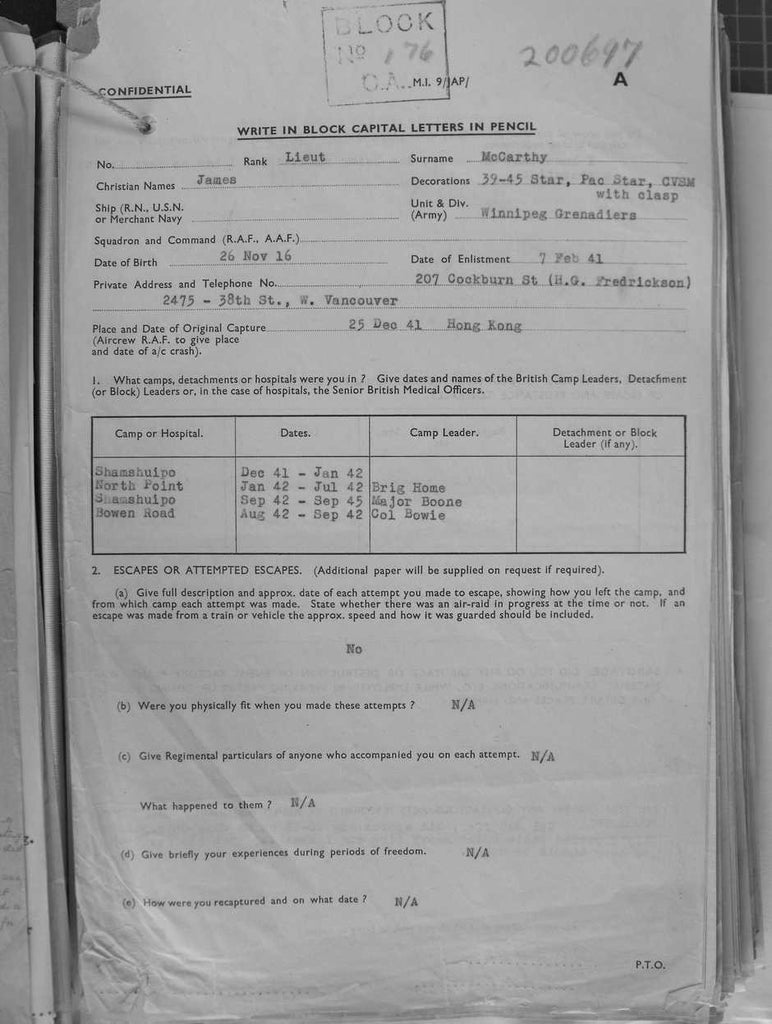 BLOCK
No 176
O.A.. M.I. 9/JAP/
200697
CONFIDENTIAL
A
WRITE IN BLOCK CAPITAL LETTERS IN PENCIL
No. Rank Lieut Surname McCarthy
Christian Names James Decorations 39-45 Star, Pac Star, CVSM
with clasp
Ship (R.N., U.S.N. Unit & Div.
or Merchant Navy (Army) Winnipeg Grenadiers
Squadron and Command (R.A.F., A.A.F.)
Date of Birth 26 Nov 16 Date of Enlistment 7 Feb 41
Private Address and Telephone No. 207 Cockburn St (H.G. Fredrickson)
2475 - 38th St., W. Vancouver
Place and Date of Original Capture 25 Dec 41 Hong Kong
(Aircrew R.A.F. to give place
and date of a/c crash).
1. What camps, detachments or hospitals were you in ? Give dates and names of the British Camp Leaders, Detachment
(or Block) Leaders or, in the case of hospitals, the Senior British Medical Officers.
Camp or Hospital. Dates. Camp Leader. Detachment or Block
Leader (if any).
Shamshuipo Dec 41 - Jan 42
North Point Jan 42 - Jul 42 Brig Home
Shamshuipo Sep 42 - Sep 45 Major Boone
Bowen Road Aug 42 - Sep 42 Col Bowie
2. ESCAPES OR ATTEMPTED ESCAPES. (Additional paper will be supplied on request if required).
(a) Give full description and approx. date of each attempt you made to escape, showing how you left the camp, and
from which camp each attempt was made. State whether there was an air-raid in progress at the time or not. If an
escape was made from a train or vehicle the approx. speed and how it was guarded should be included.
No
(b) Were you physically fit when you made these attempts ? N/A
(c) Give Regimental particulars of anyone who accompanied you on each attempt. N/A
What happened to them ? N/A
(d) Give briefly your experiences during periods of freedom. N/A
(e) How were you recaptured and on what date ? N/A
P.T.O.